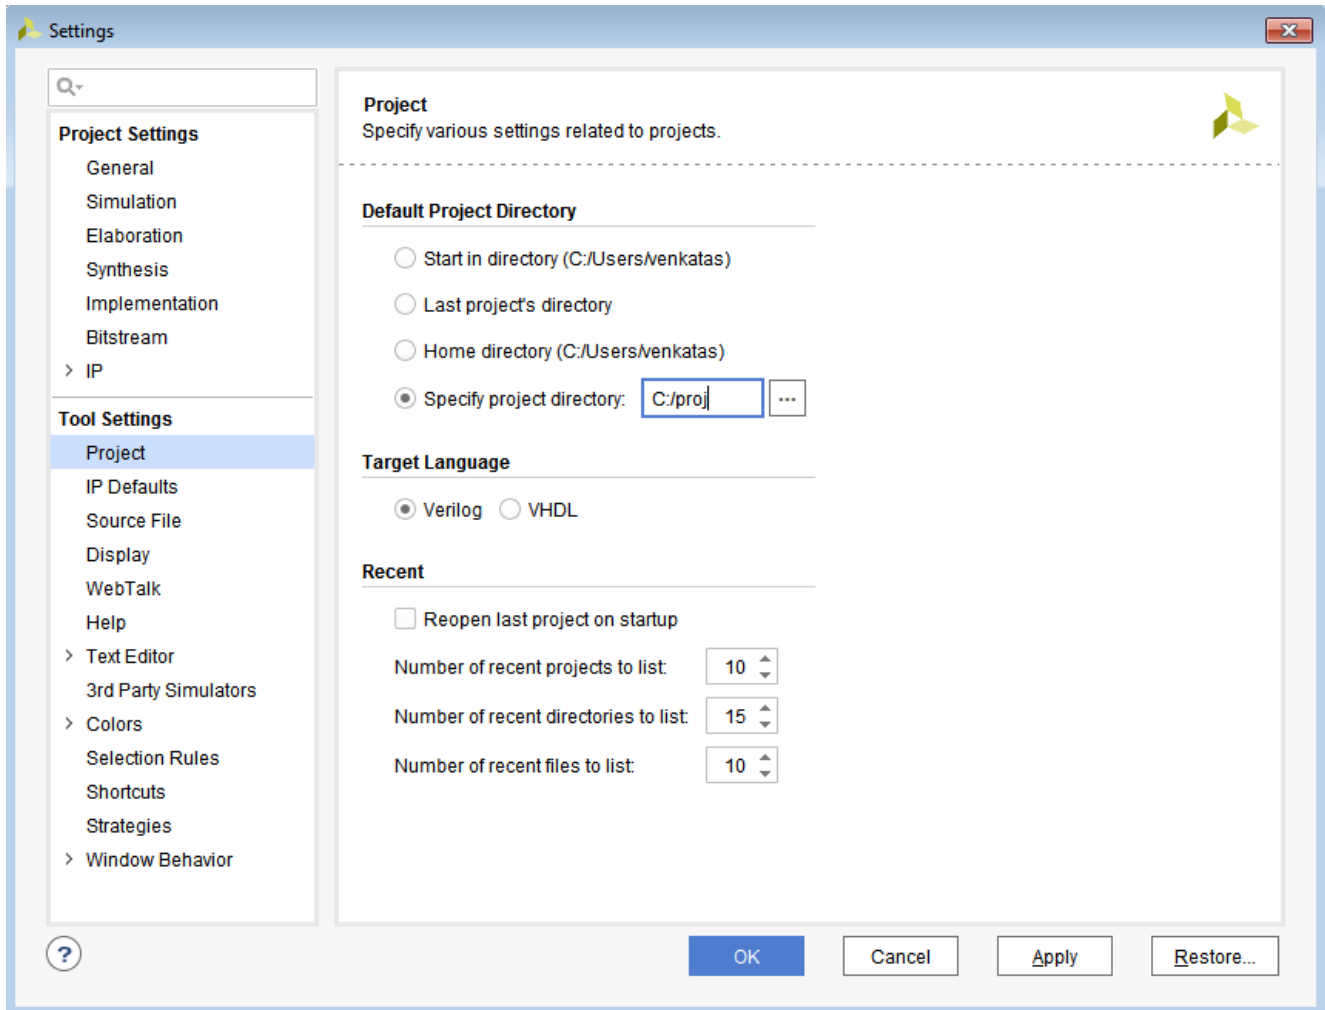 Settings
Project Settings
General
Simulation
Elaboration
Synthesis
Implementation
Bitstream
IP
Tool Settings
Project
IP Defaults
Source File
Display
WebTalk
Help
Text Editor
3rd Party Simulators
Colors
Selection Rules
Shortcuts
Strategies
Window Behavior
Project
Specify various settings related to projects.
Default Project Directory
Start in directory (C:/Users/venkatas)
Last project's directory
Home directory (C:/Users/venkatas)
Specify project directory: C:/proj ...
Target Language
Verilog VHDL
Recent
Reopen last project on startup
Number of recent projects to list: 10
Number of recent directories to list: 15
Number of recent files to list: 10
? OK Cancel Apply Restore...